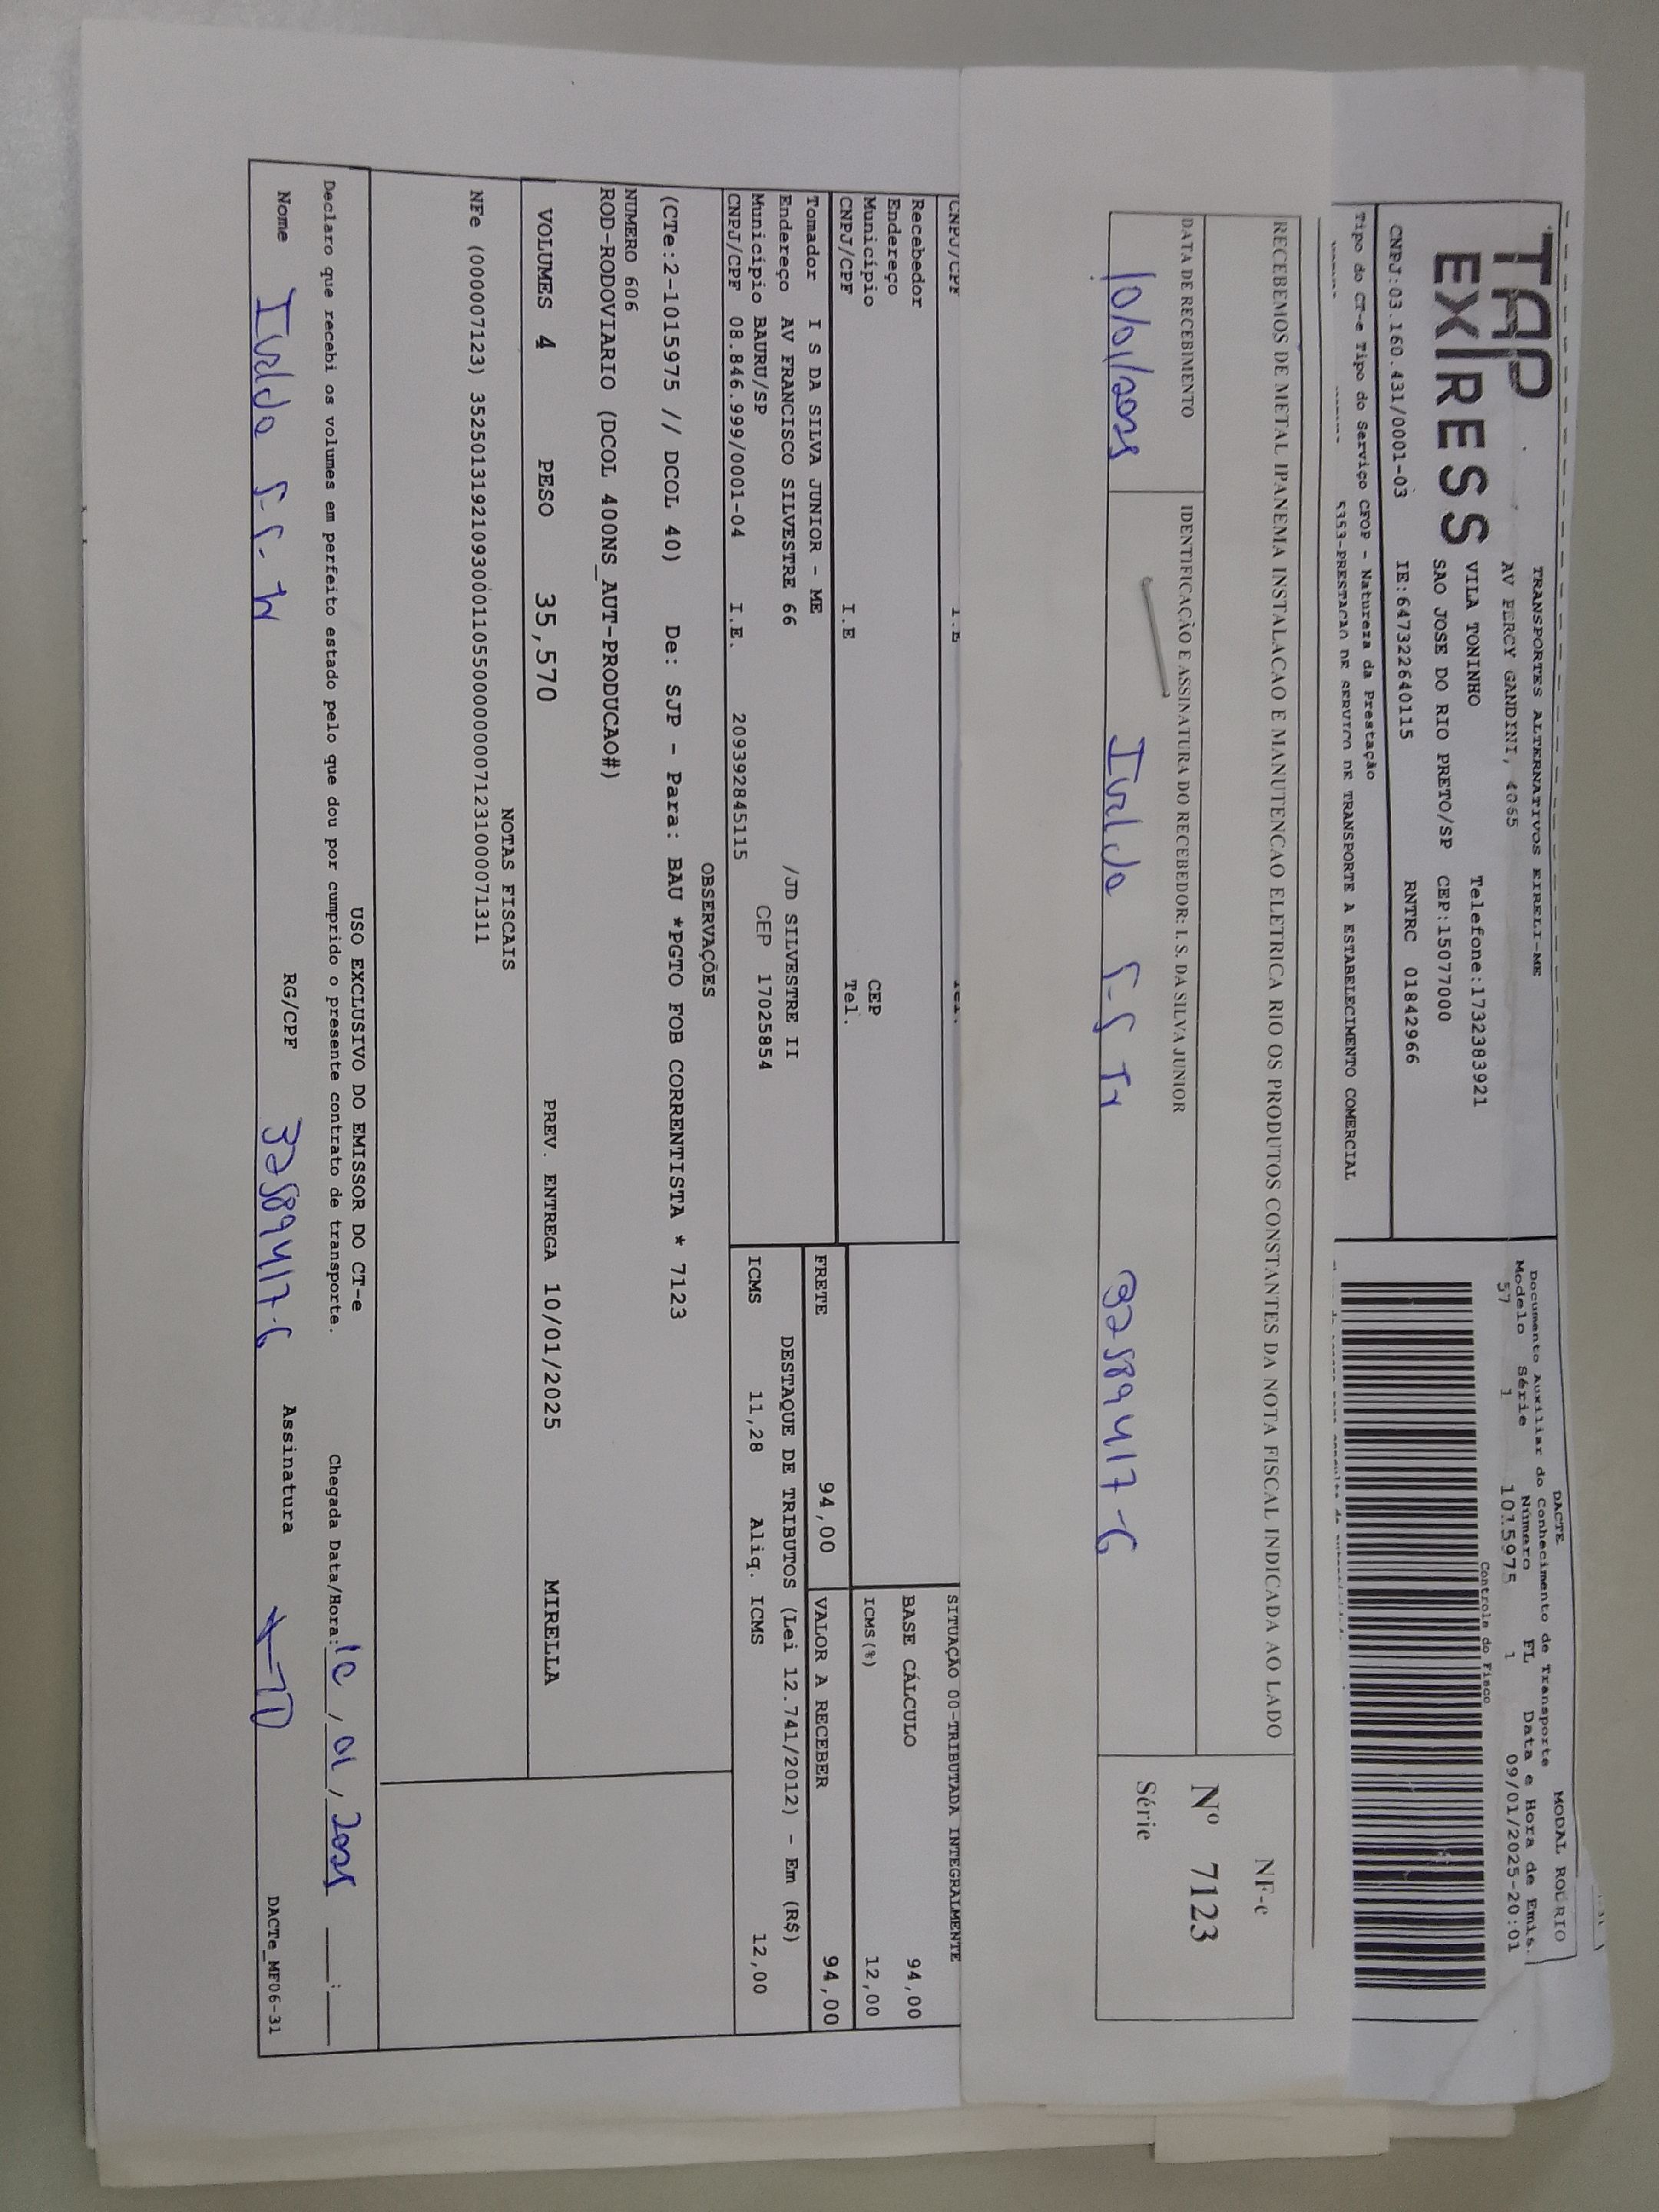 TAP EXPRESS
TRANSPORTES ALTERNATIVOS EIRELI-ME
AV PERCY GANDINI, 4065
VILA TONINHO Telefone:1732383921
SAO JOSE DO RIO PRETO/SP CEP:15077000
CNPJ:03.160.431/0001-03 IE:647322640115 RNTRC 01842966
DACTE MODAL RODRIO
Documento Auxiliar do Conhecimento de Transporte
Modelo Série Número FL Data e Hora de Emis.
57 1 1015975 1 09/01/2025-20:01
Controle do Fisco
Tipo do CT-e Tipo do Serviço CFOP - Natureza da Prestação
5353-PRESTACAO DE SERVICO DE TRANSPORTE A ESTABELECIMENTO COMERCIAL
RECEBEMOS DE METAL IPANEMA INSTALACAO E MANUTENCAO ELETRICA RIO OS PRODUTOS CONSTANTES DA NOTA FISCAL INDICADA AO LADO
NF-e
Nº 7123
Série
DATA DE RECEBIMENTO
10/01/2025
IDENTIFICAÇÃO E ASSINATURA DO RECEBEDOR: I. S. DA SILVA JUNIOR
Ivaldo 32589417-6
CNPJ/CPF I.E Tel.
Recebedor
Endereço
Município CEP
CNPJ/CPF I.E Tel.
SITUAÇÃO 00-TRIBUTADA INTEGRALMENTE
BASE CÁLCULO 94,00
ICMS(%) 12,00
Tomador I S DA SILVA JUNIOR - ME
Endereço AV FRANCISCO SILVESTRE 66 /JD SILVESTRE II
Município BAURU/SP CEP 17025854
CNPJ/CPF 08.846.999/0001-04 I.E. 209392845115
FRETE 94,00 VALOR A RECEBER 94,00
DESTAQUE DE TRIBUTOS (Lei 12.741/2012) - Em (R$)
ICMS 11,28 Aliq. ICMS 12,00
OBSERVAÇÕES
(CTe:2-1015975 // DCOL 40) De: SJP - Para: BAU *PGTO FOB CORRENTISTA * 7123
NUMERO 606
ROD-RODOVIARIO (DCOL 400NS_AUT-PRODUCAO#)
VOLUMES 4 PESO 35,570 PREV. ENTREGA 10/01/2025 MIRELLA
NOTAS FISCAIS
NFe (000007123) 35250131921093000110550000000071231000071311
USO EXCLUSIVO DO EMISSOR DO CT-e
Declaro que recebi os volumes em perfeito estado pelo que dou por cumprido o presente contrato de transporte. Chegada Data/Hora: 10/01/2025 ___:___
Nome Ivaldo RG/CPF 32589417-6 Assinatura
DACTe_MF06-31